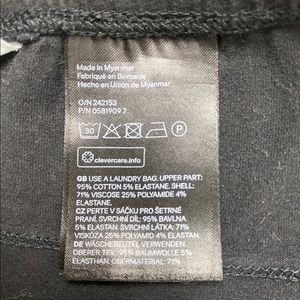 Made in Myanmar
Fabriqué en Birmanie
Hecho en Unión de Myanmar
O/N 242153
P/N 0581909 7
30
P
clevercare.info
GB USE A LAUNDRY BAG. UPPER PART:
95% COTTON 5% ELASTANE. SHELL:
71% VISCOSE 25% POLYAMID 4%
ELASTANE.
CZ PERTE V SÁČKU PRO ŠETRNÉ
PRANÍ. SVRCHNÍ DÍL: 95% BAVLNA
5% ELASTAN. SVRCHNÍ LÁTKA: 71%
VISKÓZA 25% POLYAMID 4% ELASTAN.
DE WÄSCHEBEUTEL VERWENDEN.
OBERER TEIL: 95% BAUMWOLLE 5%
ELASTHAN. OBERMATERIAL: 71%